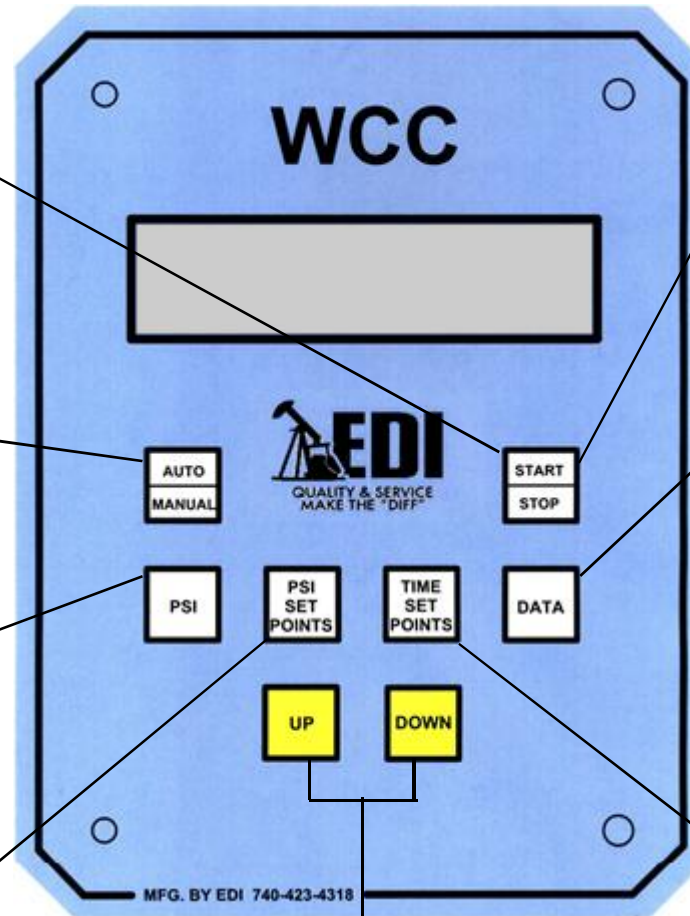 WCC
EDI
QUALITY & SERVICE
MAKE THE "DIFF"
AUTO
MANUAL
START
STOP
PSI
PSI
SET
POINTS
TIME
SET
POINTS
DATA
UP
DOWN
MFG. BY EDI 740-423-4318